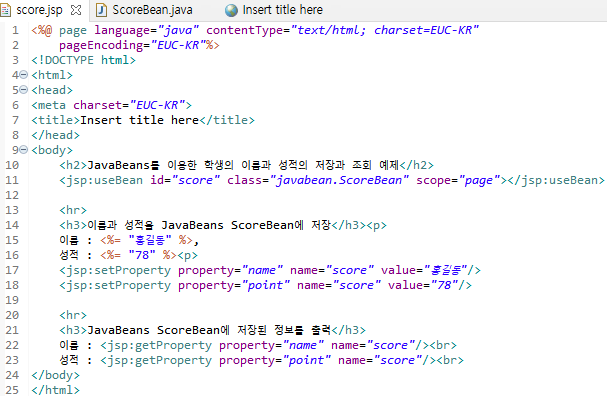 score.jsp ScoreBean.java Insert title here
1 <%@ page language="java" contentType="text/html; charset=EUC-KR"
2 pageEncoding="EUC-KR"%>
3 <!DOCTYPE html>
4 <html>
5 <head>
6 <meta charset="EUC-KR">
7 <title>Insert title here</title>
8 </head>
9 <body>
10 <h2>JavaBeans를 이용한 학생의 이름과 성적의 저장과 조회 예제</h2>
11 <jsp:useBean id="score" class="javabean.ScoreBean" scope="page"></jsp:useBean>
12
13 <hr>
14 <h3>이름과 성적을 JavaBeans ScoreBean에 저장</h3><p>
15 이름 : <%= "홍길동" %>,
16 성적 : <%= "78" %><p>
17 <jsp:setProperty property="name" name="score" value="홍길동"/>
18 <jsp:setProperty property="point" name="score" value="78"/>
19
20 <hr>
21 <h3>JavaBeans ScoreBean에 저장된 정보를 출력</h3>
22 이름 : <jsp:getProperty property="name" name="score"/><br>
23 성적 : <jsp:getProperty property="point" name="score"/><br>
24 </body>
25 </html>